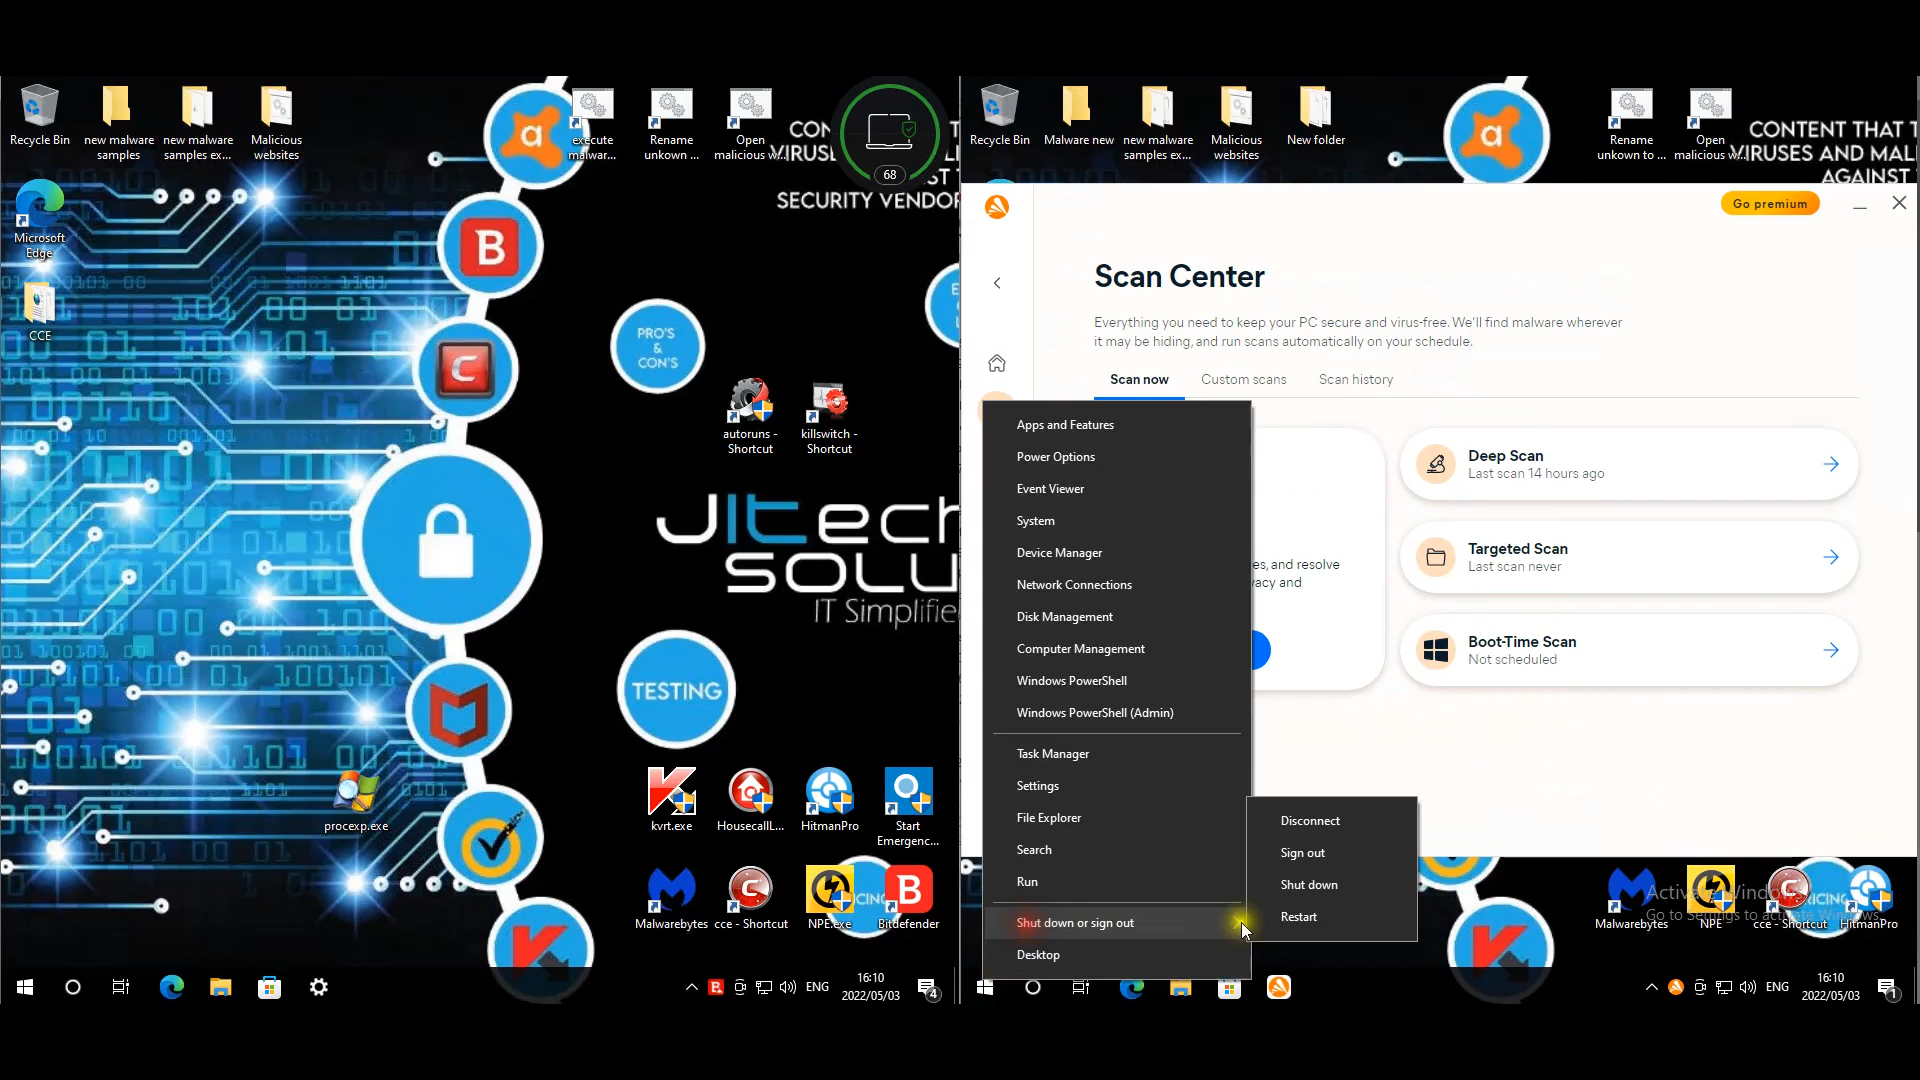 Recycle Bin
new malware
samples
new malware
samples ex...
Malicious
websites
execute
malwar...
Rename
unkown ...
Open
malicious w...
68
SECURITY VENDOR
Microsoft
Edge
CCE
PRO'S
&
CON'S
autoruns -
Shortcut
killswitch -
Shortcut
JITech
SOLU
IT Simplifie
TESTING
procexp.exe
kvrt.exe
HousecallL...
HitmanPro
Start
Emergenc...
Malwarebytes
cce - Shortcut
NPE.exe
Bitdefender
ENG
16:10
2022/05/03
4
Recycle Bin
Malware new
new malware
samples ex...
Malicious
websites
New folder
Rename
unkown to ...
Open
malicious w...
CONTENT THAT T
VIRUSES AND MAL
AGAINST
Go premium
Scan Center
Everything you need to keep your PC secure and virus-free. We'll find malware wherever
it may be hiding, and run scans automatically on your schedule.
Scan now
Custom scans
Scan history
es, and resolve
vacy and
Deep Scan
Last scan 14 hours ago
Targeted Scan
Last scan never
Boot-Time Scan
Not scheduled
Apps and Features
Power Options
Event Viewer
System
Device Manager
Network Connections
Disk Management
Computer Management
Windows PowerShell
Windows PowerShell (Admin)
Task Manager
Settings
File Explorer
Search
Run
Shut down or sign out
Desktop
Disconnect
Sign out
Shut down
Restart
Activate Windows
Go to Settings to activate Windows.
Malwarebytes
NPE
cce - Shortcut
HitmanPro
ENG
16:10
2022/05/03
1